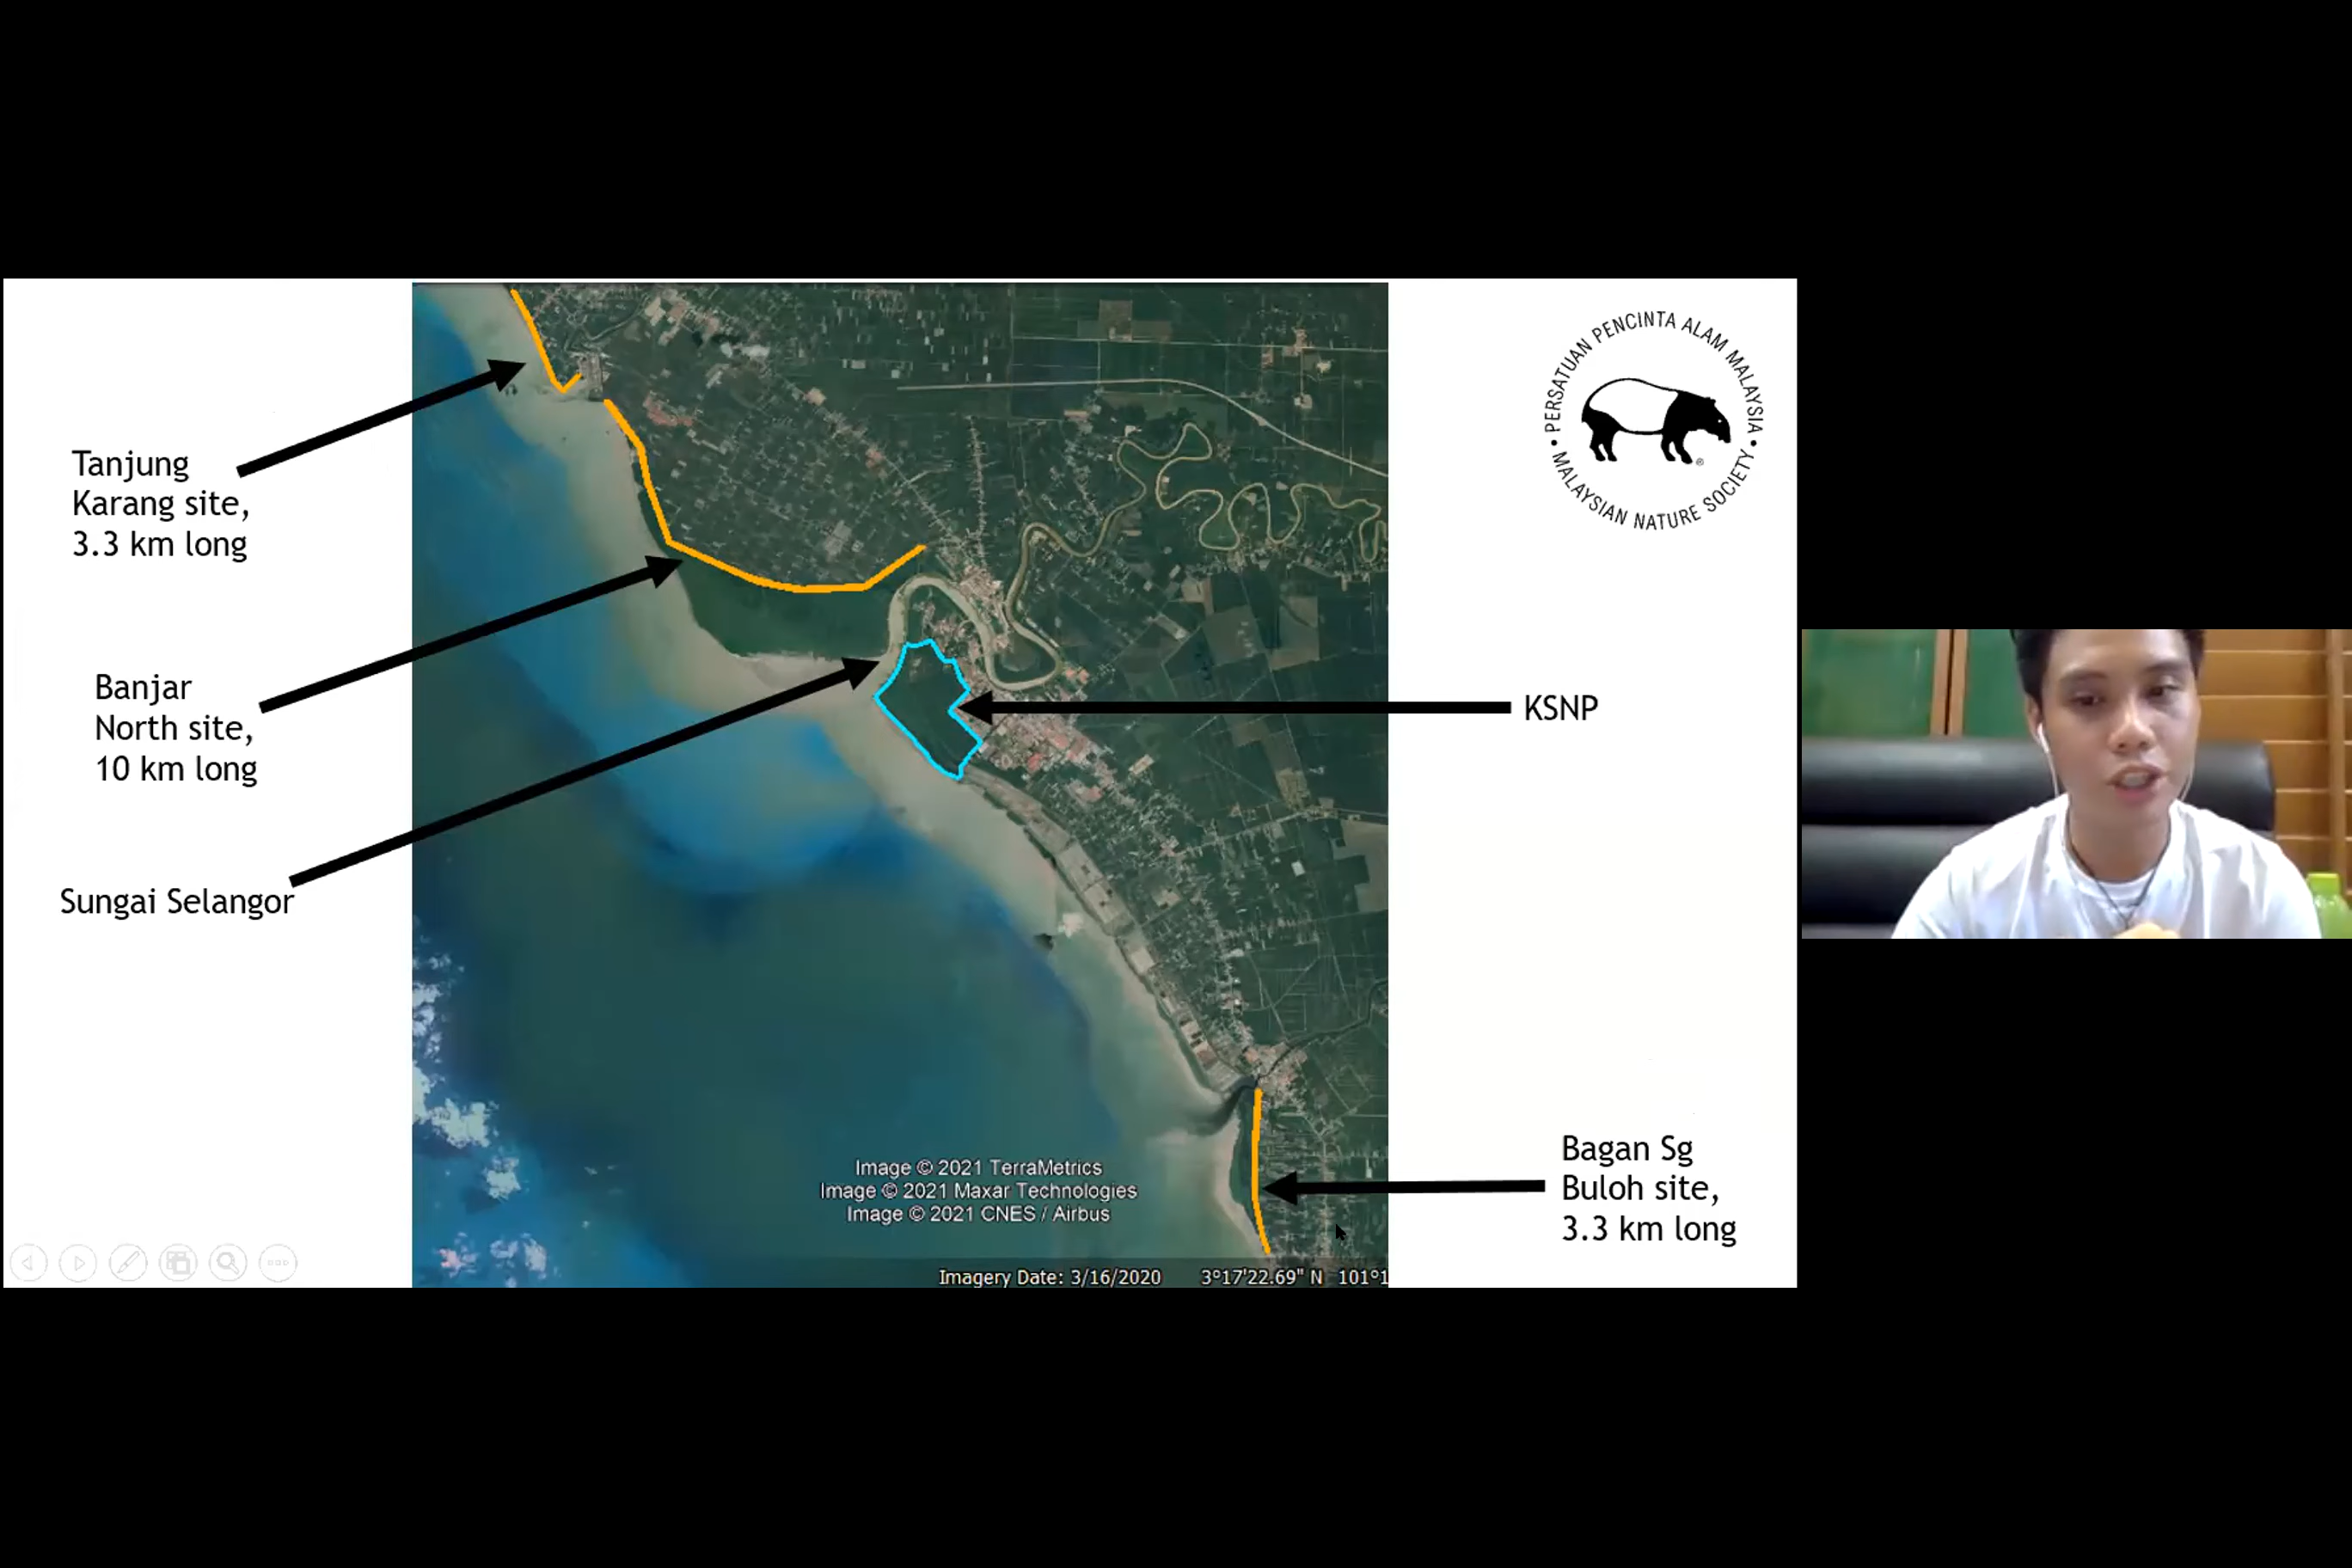 Tanjung
Karang site,
3.3 km long
Banjar
North site,
10 km long
Sungai Selangor
• PERSATUAN PENCINTA ALAM MALAYSIA •
MALAYSIAN NATURE SOCIETY
®
KSNP
Bagan Sg
Buloh site,
3.3 km long
Image © 2021 TerraMetrics
Image © 2021 Maxar Technologies
Image © 2021 CNES / Airbus
Imagery Date: 3/16/2020 3°17'22.69" N 101°1